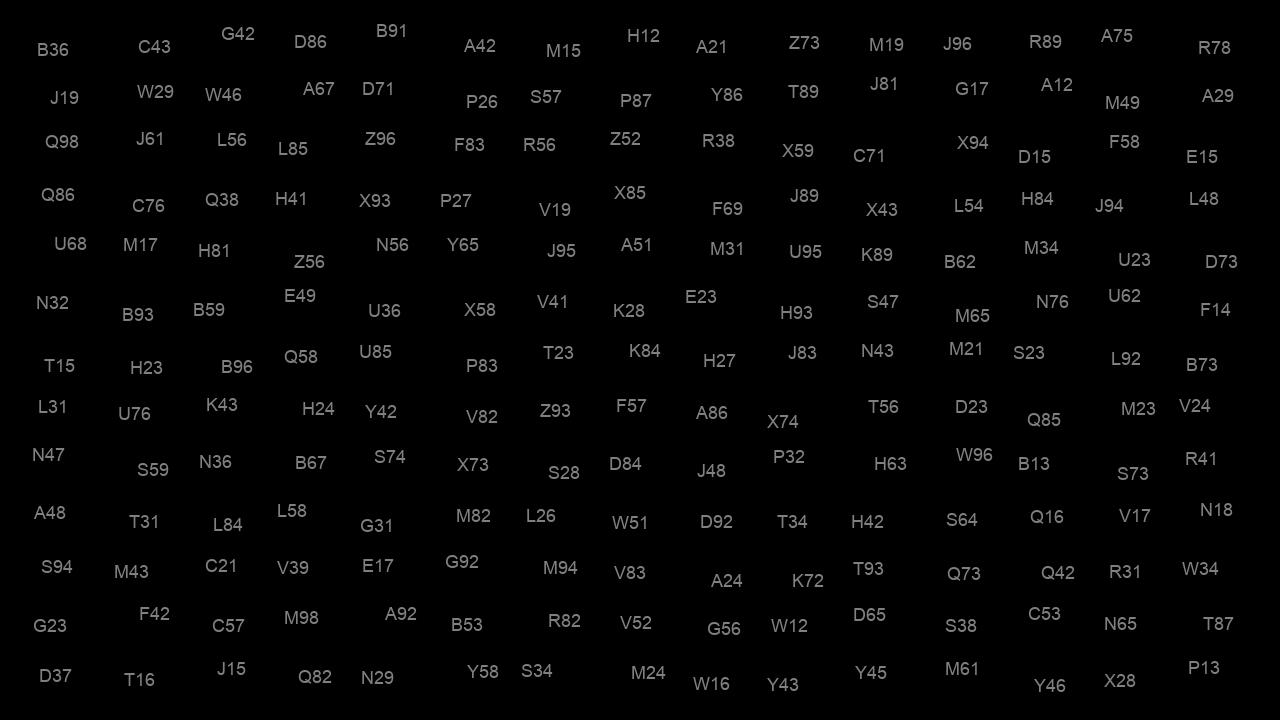 B36 C43 G42 D86 B91 A42 M15 H12 A21 Z73 M19 J96 R89 A75 R78
J19 W29 W46 A67 D71 P26 S57 P87 Y86 T89 J81 G17 A12 M49 A29
Q98 J61 L56 L85 Z96 F83 R56 Z52 R38 X59 C71 X94 D15 F58 E15
Q86 C76 Q38 H41 X93 P27 V19 X85 F69 J89 X43 L54 H84 J94 L48
U68 M17 H81 Z56 N56 Y65 J95 A51 M31 U95 K89 B62 M34 U23 D73
N32 B93 B59 E49 U36 X58 V41 K28 E23 H93 S47 M65 N76 U62 F14
T15 H23 B96 Q58 U85 P83 T23 K84 H27 J83 N43 M21 S23 L92 B73
L31 U76 K43 H24 Y42 V82 Z93 F57 A86 X74 T56 D23 Q85 M23 V24
N47 S59 N36 B67 S74 X73 S28 D84 J48 P32 H63 W96 B13 S73 R41
A48 T31 L84 L58 G31 M82 L26 W51 D92 T34 H42 S64 Q16 V17 N18
S94 M43 C21 V39 E17 G92 M94 V83 A24 K72 T93 Q73 Q42 R31 W34
G23 F42 C57 M98 A92 B53 R82 V52 G56 W12 D65 S38 C53 N65 T87
D37 T16 J15 Q82 N29 Y58 S34 M24 W16 Y43 Y45 M61 Y46 X28 P13